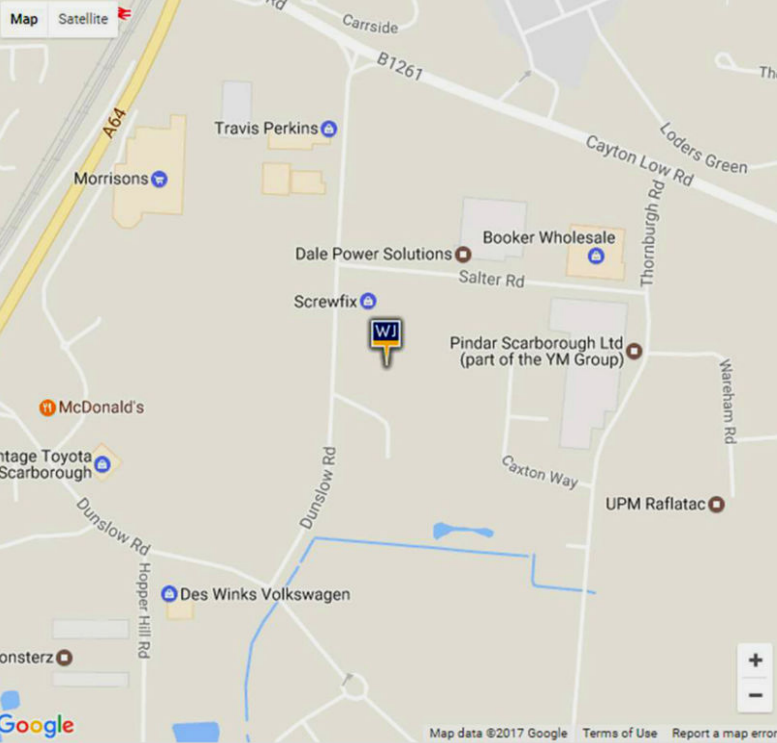 Map
Satellite
Rd
Carrside
B1261
Th
A64
Travis Perkins
Loders Green
Morrisons
Cayton Low Rd
Thornburgh Rd
Booker Wholesale
Dale Power Solutions
Salter Rd
Screwfix
WJ
Pindar Scarborough Ltd
(part of the YM Group)
Wareham Rd
McDonald's
ntage Toyota
Scarborough
Dunslow Rd
Caxton Way
UPM Raflatac
Dunslow Rd
Hopper Hill Rd
Des Winks Volkswagen
onsterz
+
−
Google
Map data ©2017 Google
Terms of Use
Report a map error